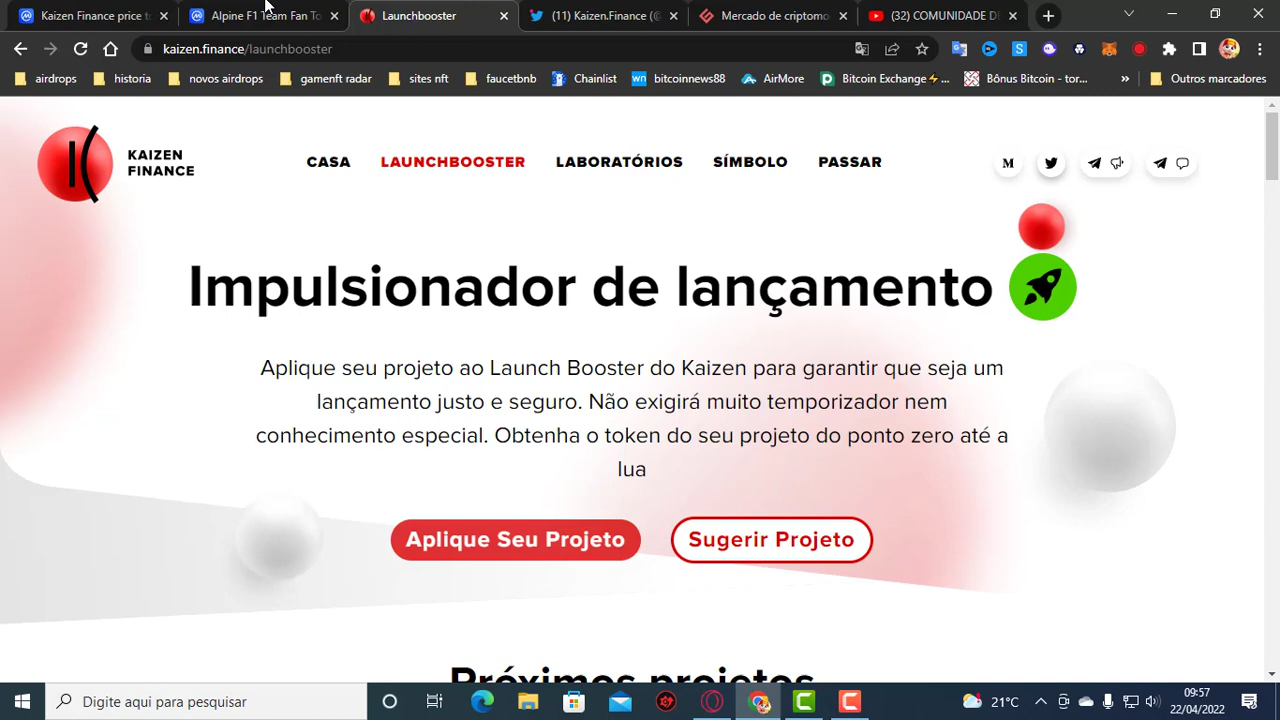 Kaizen Finance price t
Alpine F1 Team Fan To
Launchbooster
(11) Kaizen.Finance (@
Mercado de criptomo
(32) COMUNIDADE DE
kaizen.finance/launchbooster
airdrops
historia
novos airdrops
gamenft radar
sites nft
faucetbnb
Chainlist
bitcoinnews88
AirMore
Bitcoin Exchange⚡...
Bônus Bitcoin - tor...
»
Outros marcadores
KAIZEN
FINANCE
CASA
LAUNCHBOOSTER
LABORATÓRIOS
SÍMBOLO
PASSAR
Impulsionador de lançamento
Aplique seu projeto ao Launch Booster do Kaizen para garantir que seja um
lançamento justo e seguro. Não exigirá muito temporizador nem
conhecimento especial. Obtenha o token do seu projeto do ponto zero até a
lua
Aplique Seu Projeto
Sugerir Projeto
Próximos projetos
Digite aqui para pesquisar
21°C
09:57
22/04/2022